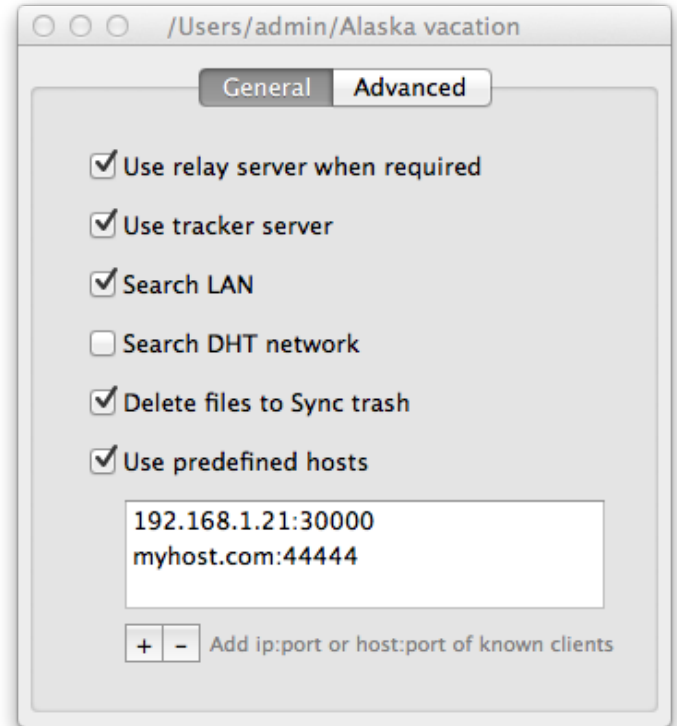 /Users/admin/Alaska vacation
General Advanced
Use relay server when required
Use tracker server
Search LAN
Search DHT network
Delete files to Sync trash
Use predefined hosts
192.168.1.21:30000
myhost.com:44444
+ - Add ip:port or host:port of known clients